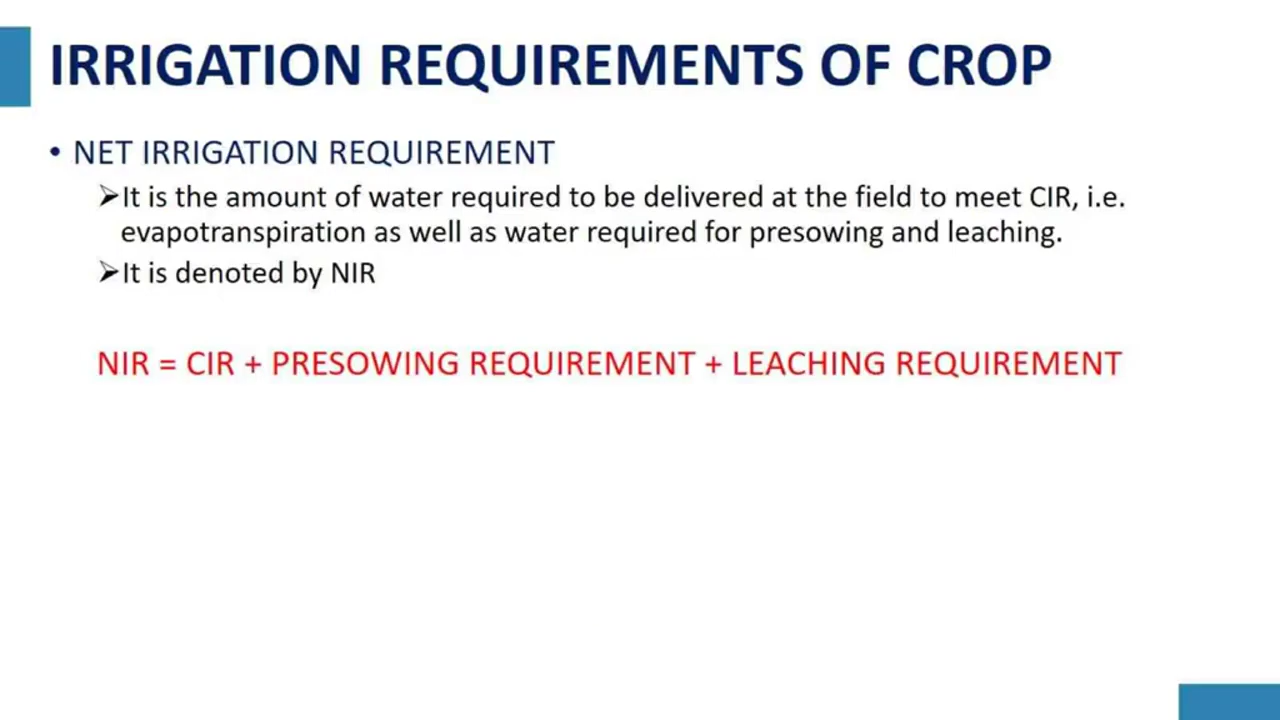 IRRIGATION REQUIREMENTS OF CROP
• NET IRRIGATION REQUIREMENT
➢It is the amount of water required to be delivered at the field to meet CIR, i.e.
evapotranspiration as well as water required for presowing and leaching.
➢It is denoted by NIR
NIR = CIR + PRESOWING REQUIREMENT + LEACHING REQUIREMENT